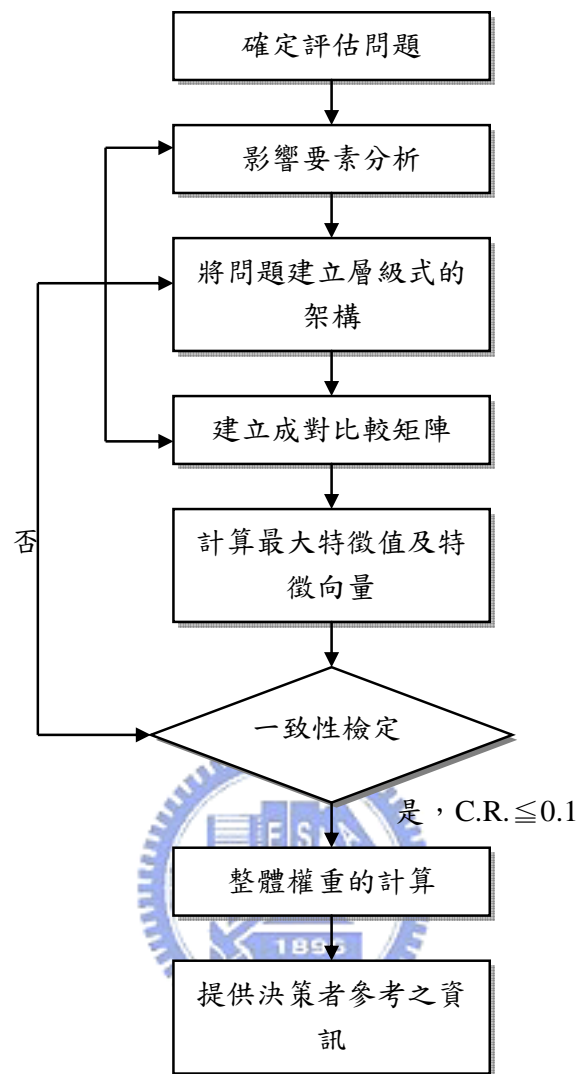 確定評估問題
影響要素分析
將問題建立層級式的
架構
建立成對比較矩陣
計算最大特徵值及特
徵向量
否
一致性檢定
是，C.R.≦0.1
ESIA
整體權重的計算
1896
提供決策者參考之資
訊